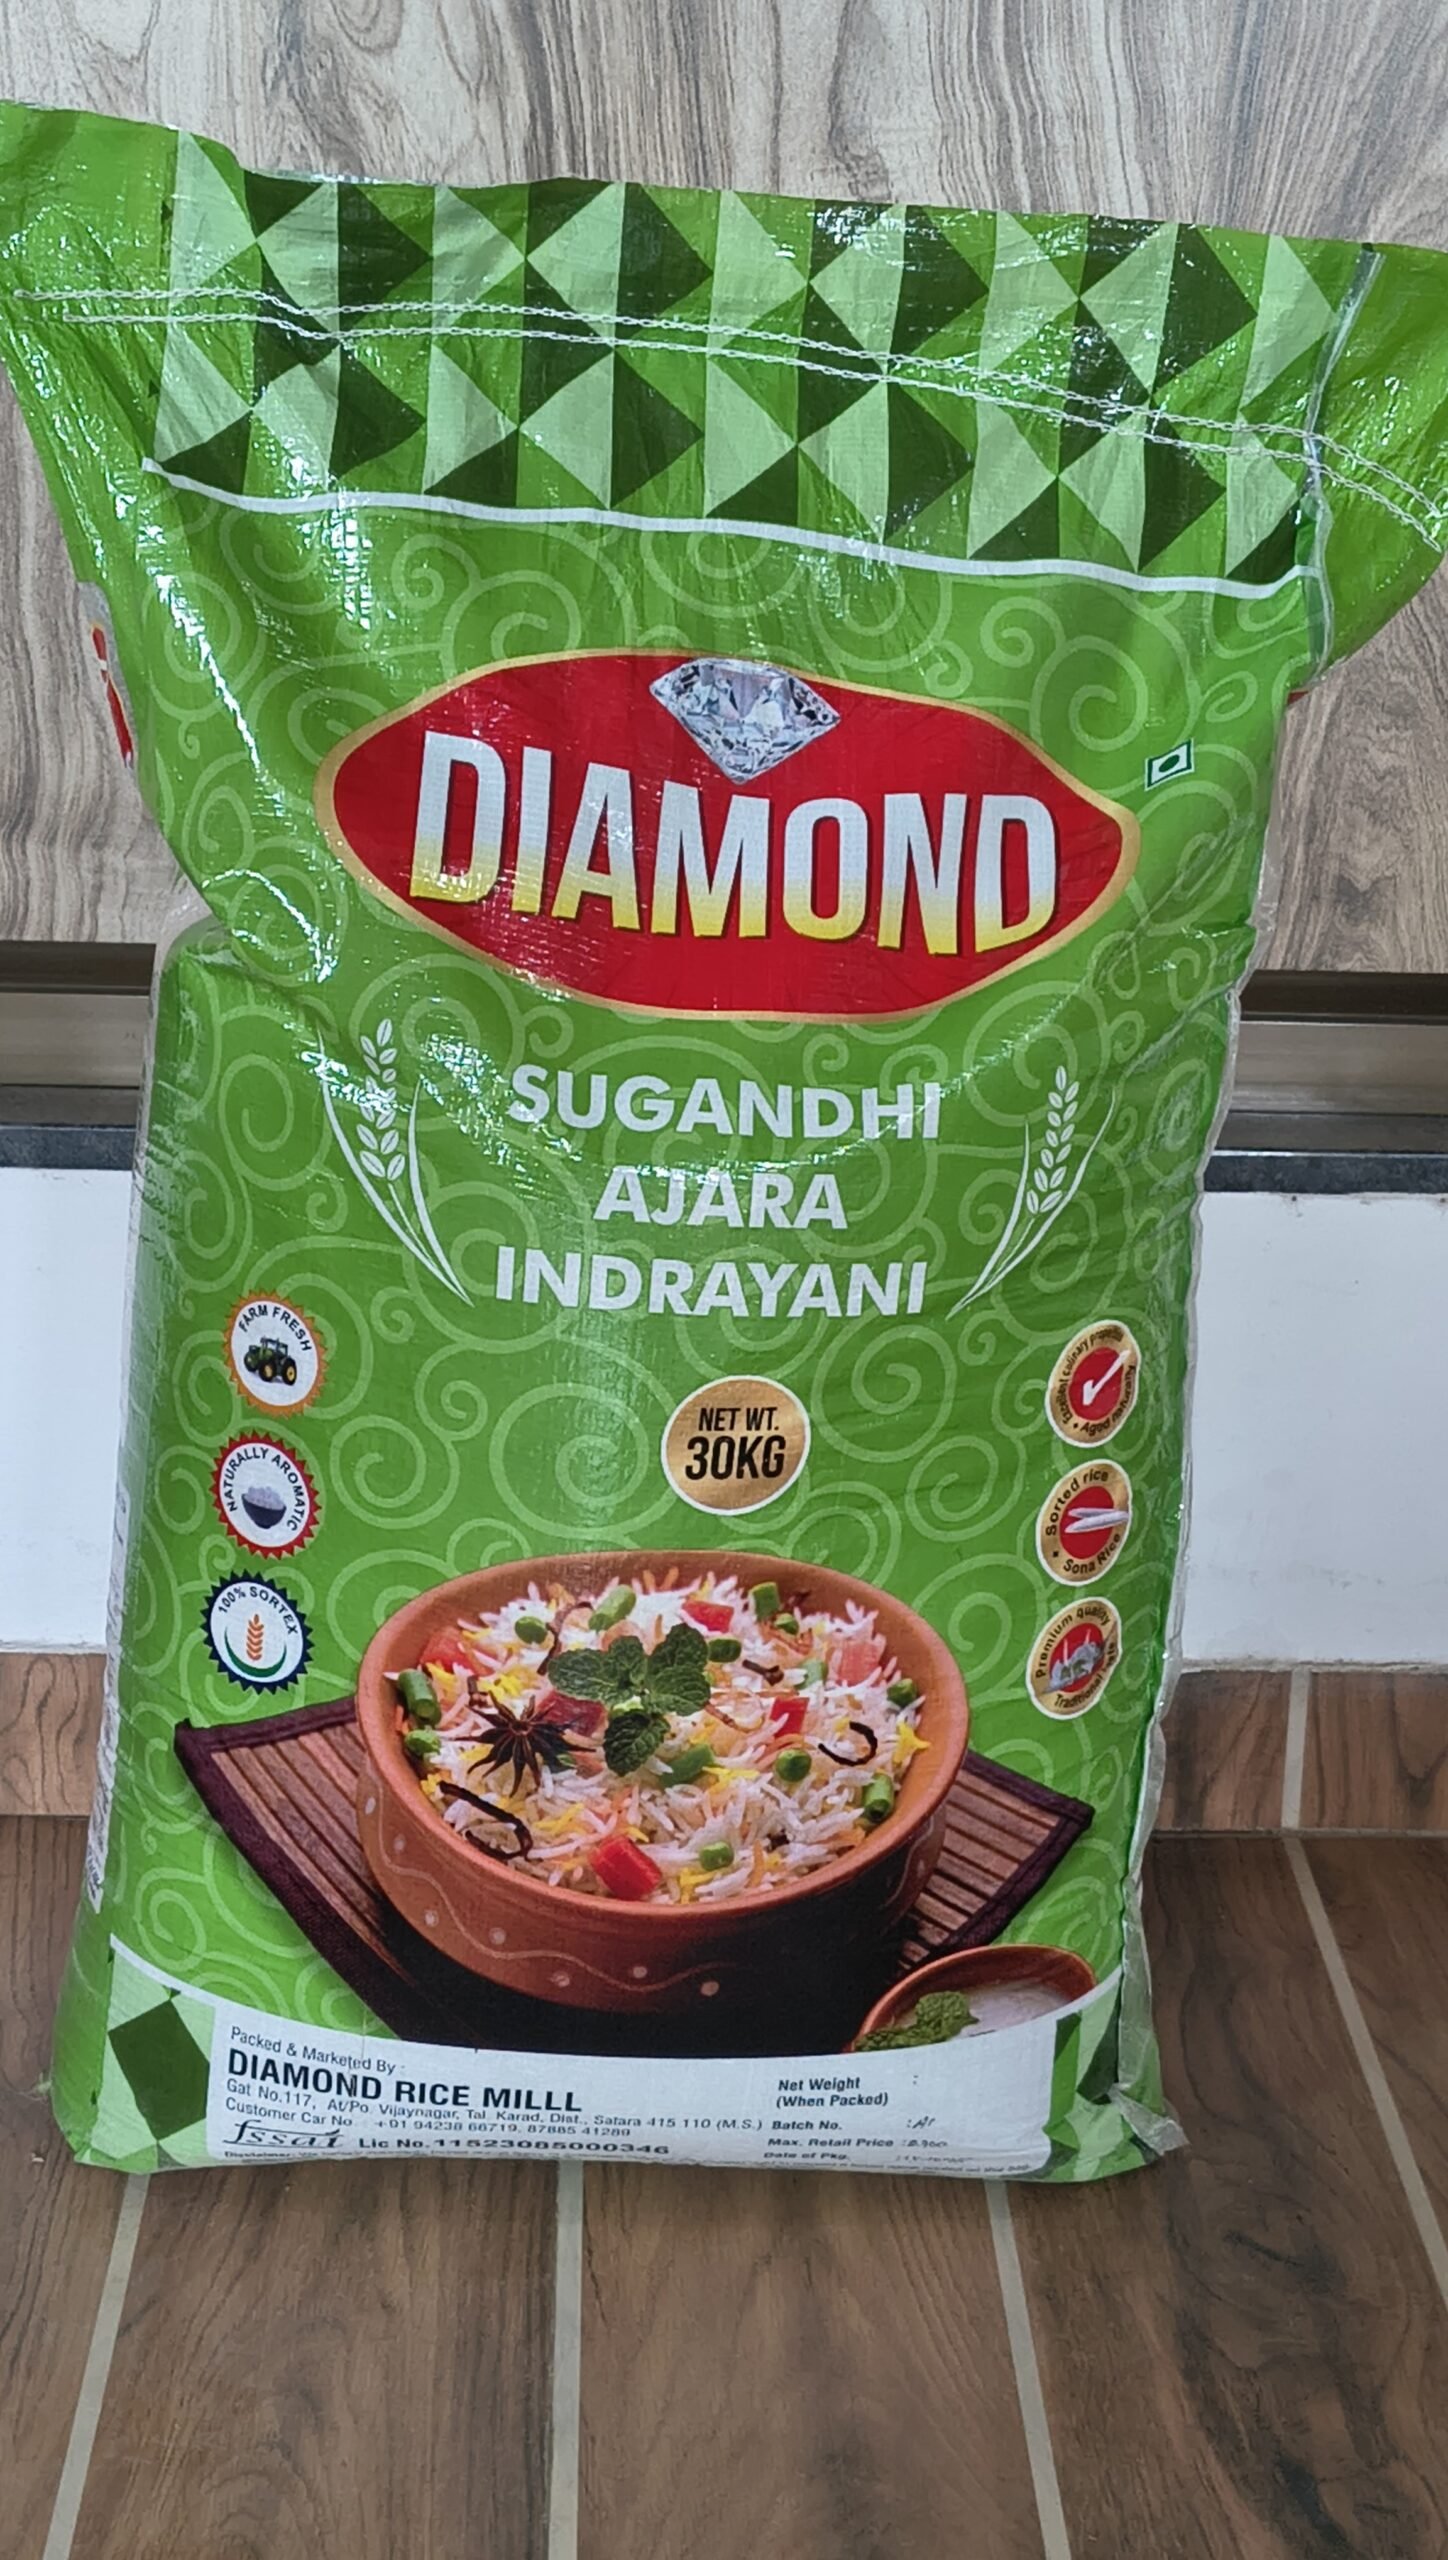 DIAMOND
SUGANDHI
AJARA
INDRAYANI
FARM FRESH
NET WT.
30KG
Excellent culinary
• Aged naturally
NATURALLY AROMATIC
Sorted rice
• Sona Rice
100% SORTEX
Premium quality
Traditional
Packed & Marketed By :
DIAMOND RICE MILLL
Gat No.117, At/Po. Vijaynagar, Tal. Karad, Dist., Satara 415 110 (M.S.)
Customer Car No +91 94238 66719, 87885 41289
fssai Lic No. 11523085000346
Net Weight :
(When Packed)
Batch No. :
Max. Retail Price :
Date of Pkg. :
Disclaimer: